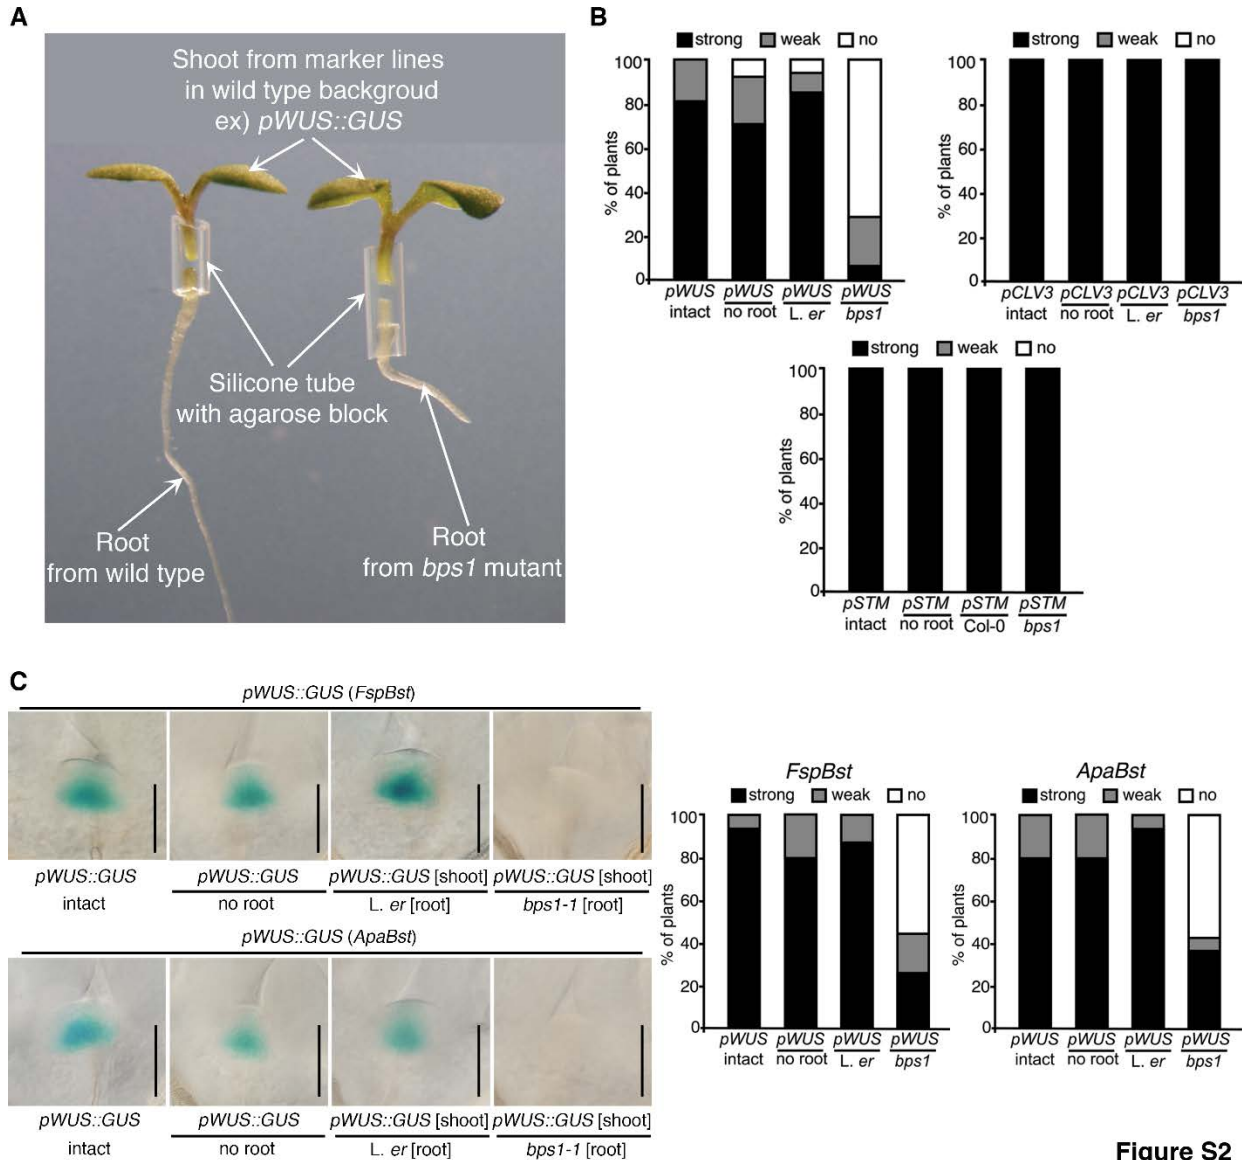 A
Shoot from marker lines
in wild type backgroud
ex) pWUS::GUS
Silicone tube
with agarose block
Root
from wild type
Root
from bps1 mutant
B
strong weak no
100
80
60
40
20
0
% of plants
pWUS pWUS pWUS pWUS
intact no root L. er bps1
strong weak no
100
80
60
40
20
0
% of plants
pCLV3 pCLV3 pCLV3 pCLV3
intact no root L. er bps1
strong weak no
100
80
60
40
20
0
% of plants
pSTM pSTM pSTM pSTM
intact no root Col-0 bps1
C
pWUS::GUS (FspBst)
pWUS::GUS pWUS::GUS pWUS::GUS [shoot] pWUS::GUS [shoot]
intact no root L. er [root] bps1-1 [root]
pWUS::GUS (ApaBst)
pWUS::GUS pWUS::GUS pWUS::GUS [shoot] pWUS::GUS [shoot]
intact no root L. er [root] bps1-1 [root]
FspBst
strong weak no
100
80
60
40
20
0
% of plants
pWUS pWUS pWUS pWUS
intact no root L. er bps1
ApaBst
strong weak no
100
80
60
40
20
0
% of plants
pWUS pWUS pWUS pWUS
intact no root L. er bps1
Figure S2